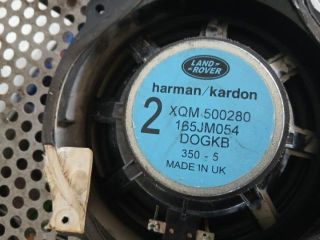 LAND
ROVER
harman/kardon
2
XQM 500280
165JM054
DOGKB
350 - 5
MADE IN UK